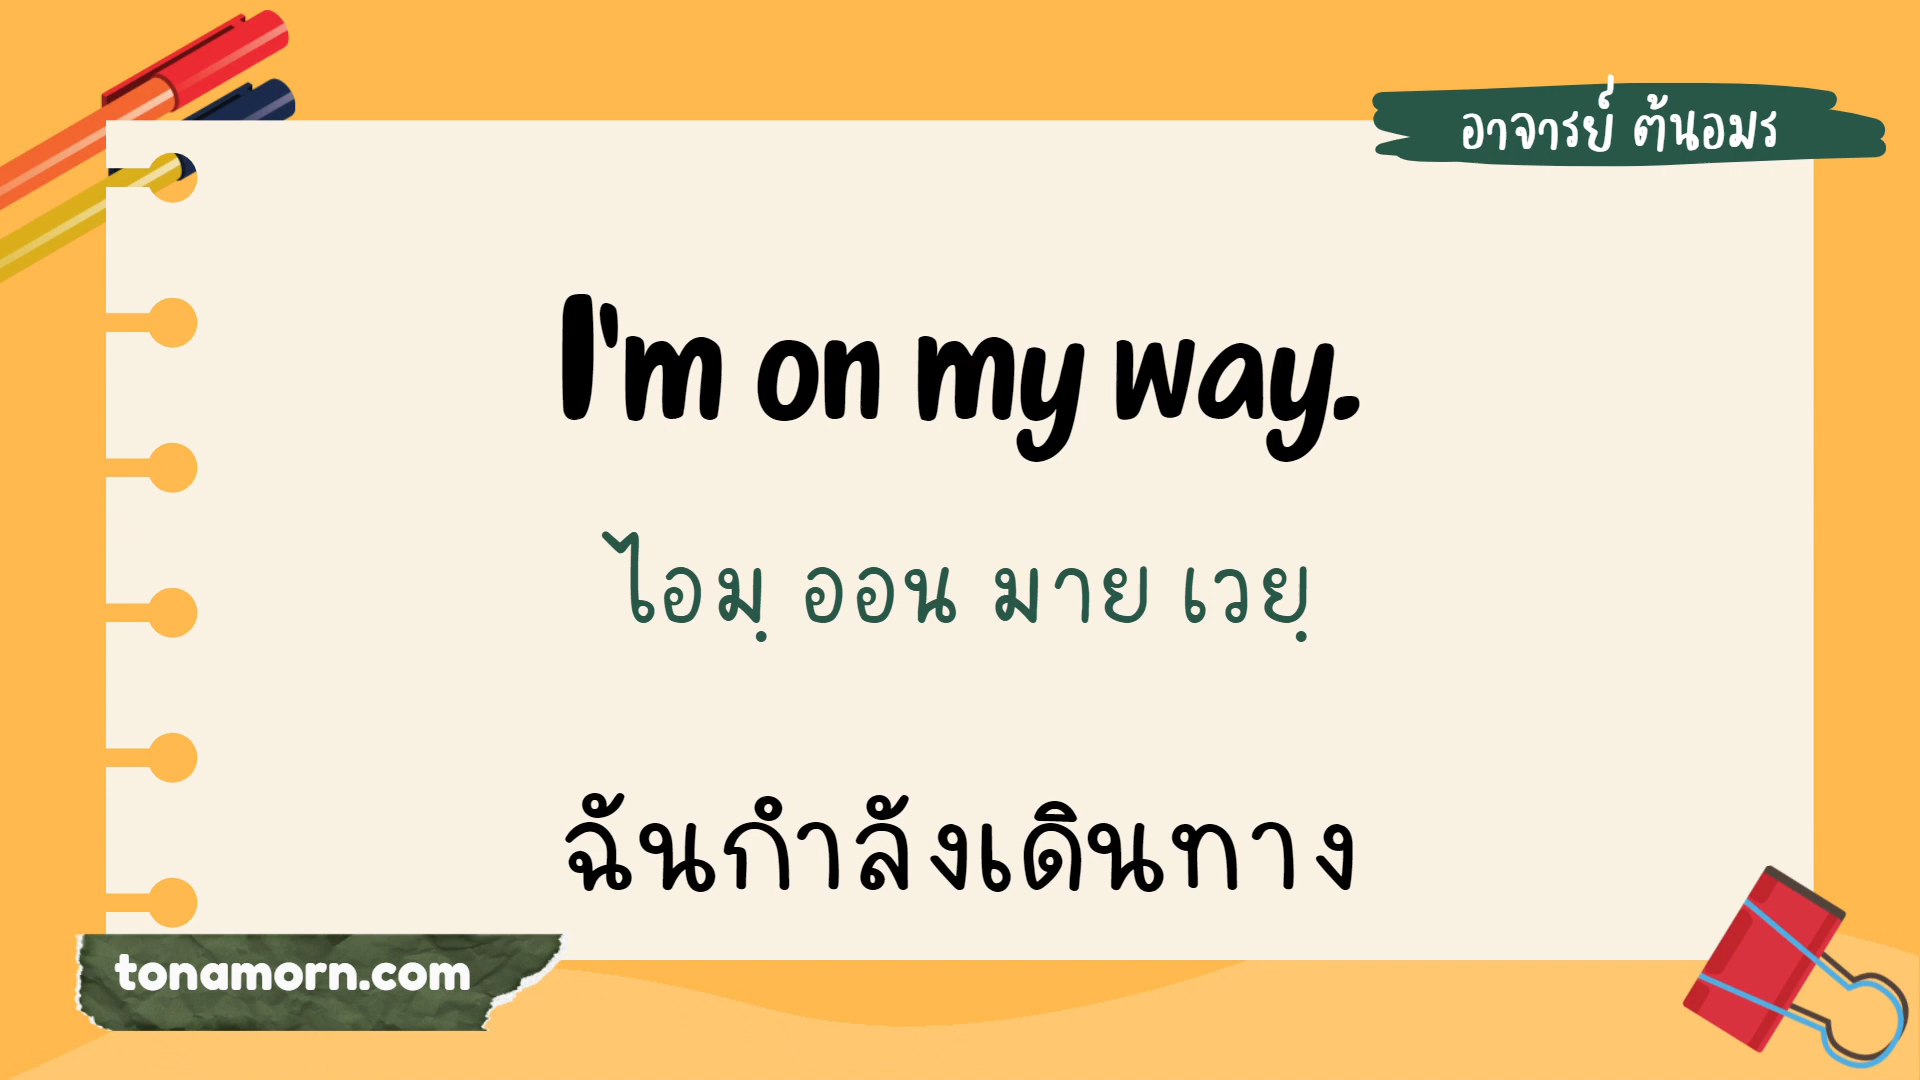 อาจารย์ ต้นอมร
I'm on my way.
ไอมฺ ออน มาย เวยฺ
ฉันกำลังเดินทาง
tonamorn.com